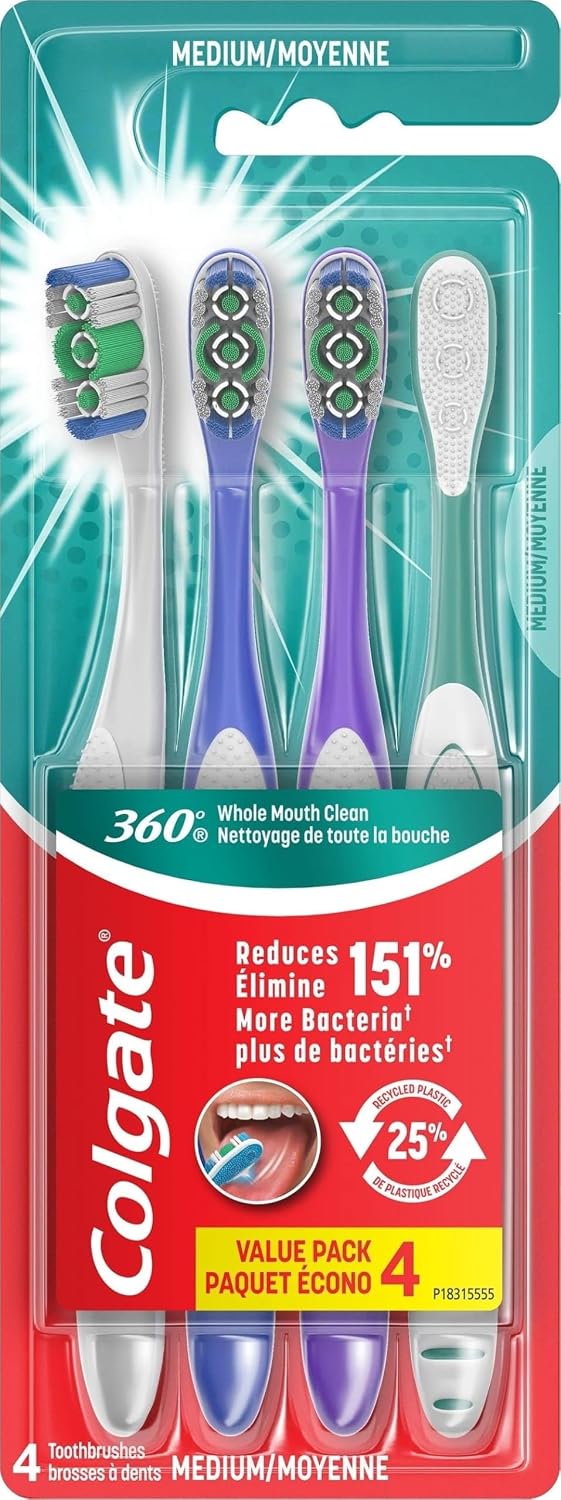 MEDIUM/MOYENNE
MEDIUM/MOYENNE
360°® Whole Mouth Clean
Nettoyage de toute la bouche
Colgate®
Reduces
Élimine 151%
More Bacteria†
plus de bactéries†
RECYCLED PLASTIC
25%
DE PLASTIQUE RECYCLÉ
VALUE PACK
PAQUET ÉCONO 4
P18315555
4 Toothbrushes
brosses à dents
MEDIUM/MOYENNE